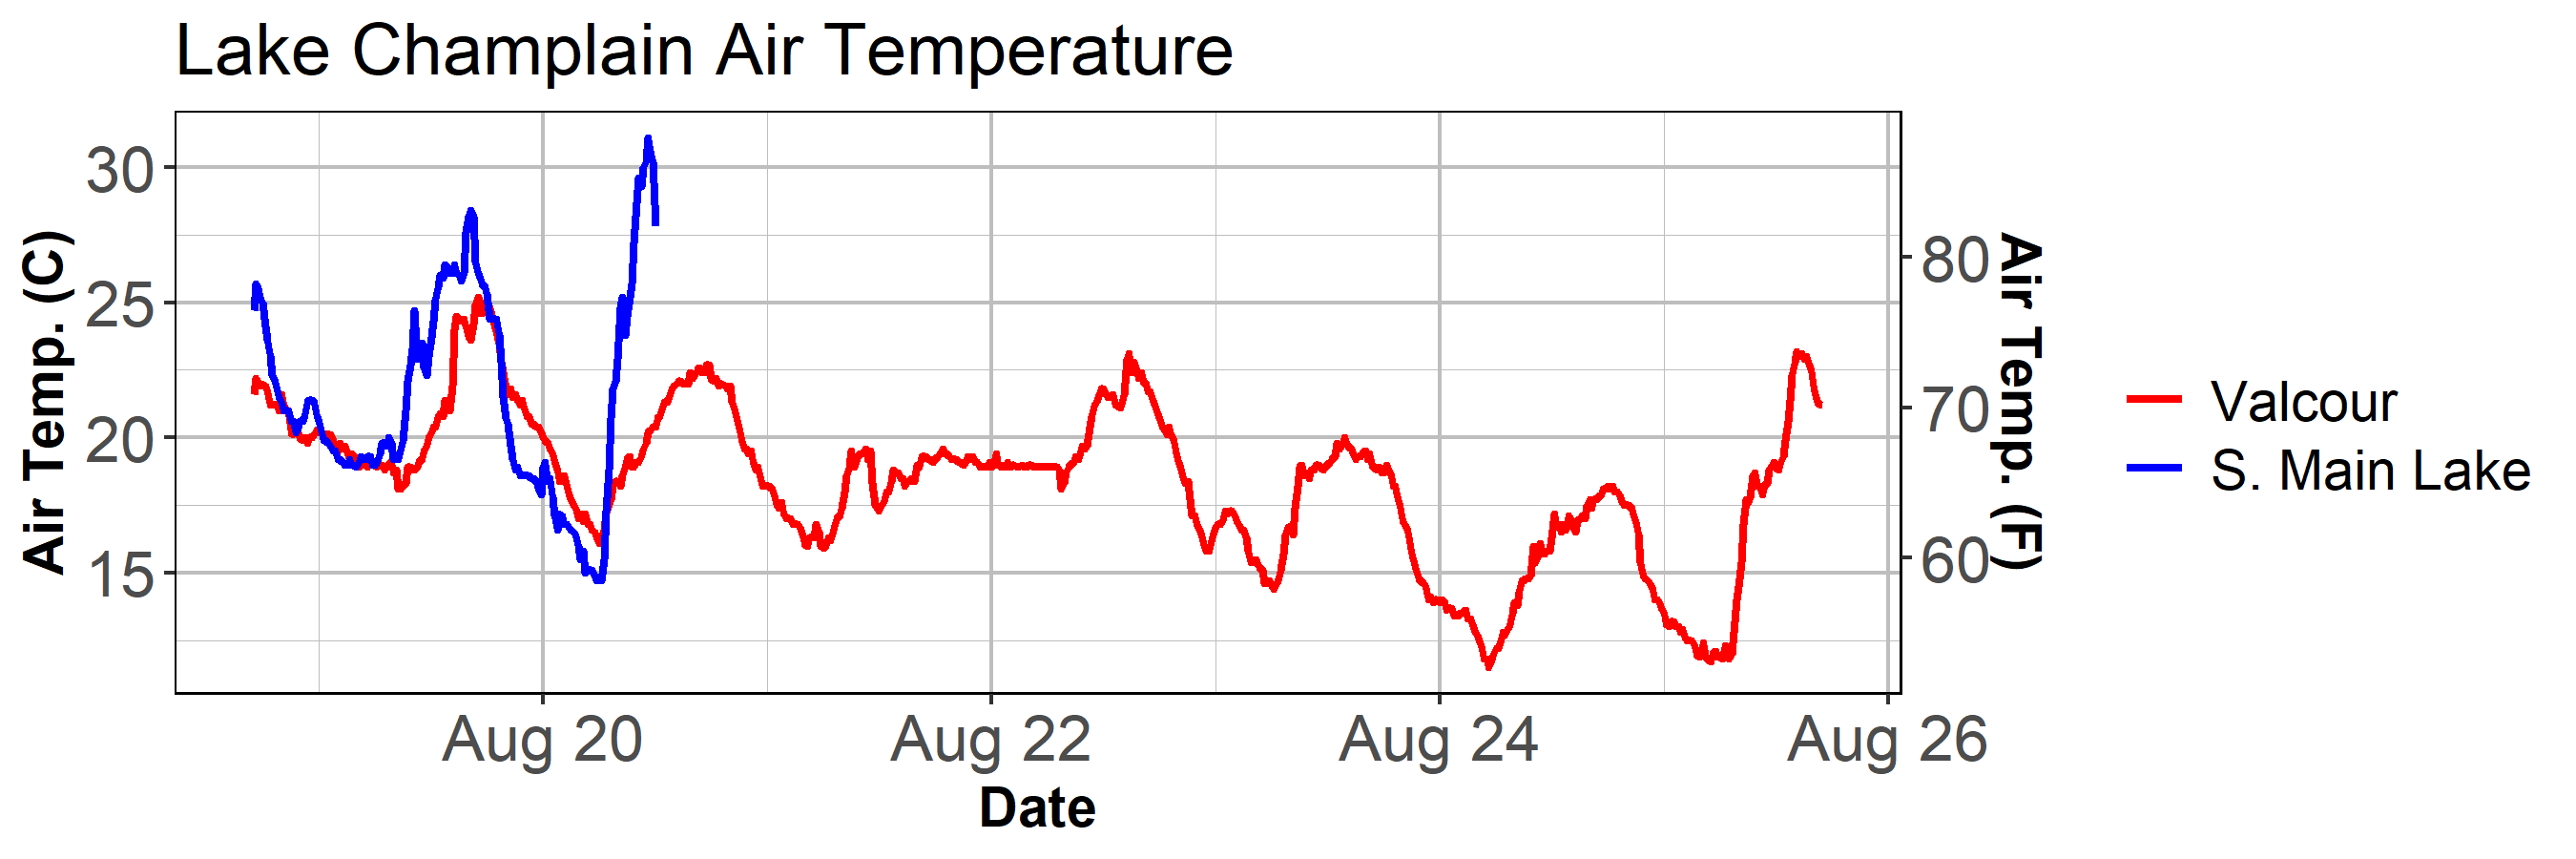 Lake Champlain Air Temperature
Air Temp. (C)
30
25
20
15
80
70
60
Air Temp. (F)
Aug 20
Aug 22
Aug 24
Aug 26
Date
Valcour
S. Main Lake